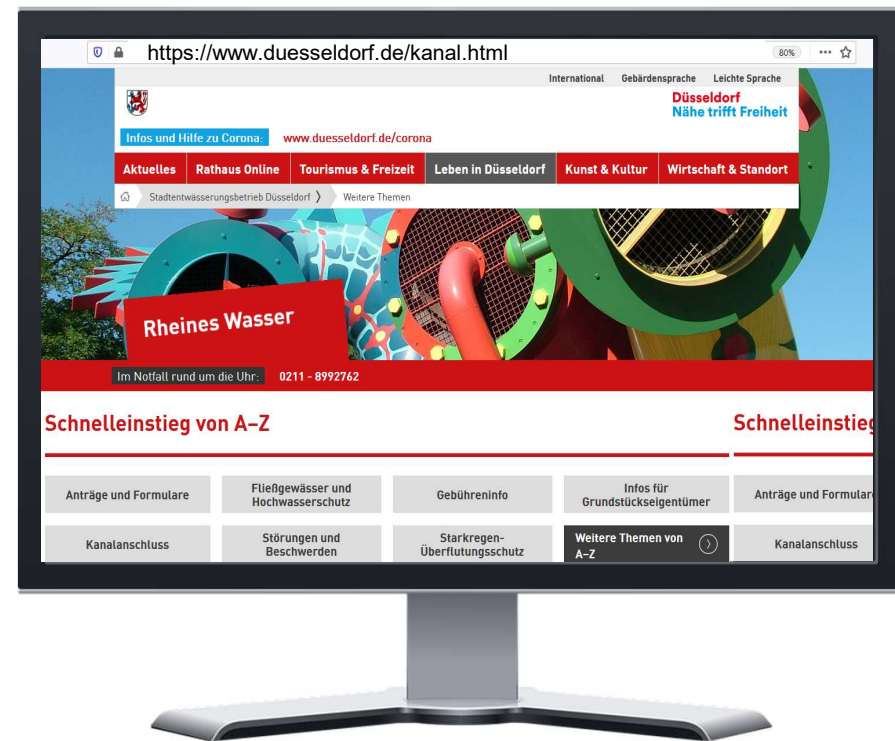 https://www.duesseldorf.de/kanal.html
80%
International Gebärdensprache Leichte Sprache
Düsseldorf
Nähe trifft Freiheit
Infos und Hilfe zu Corona: www.duesseldorf.de/corona
Aktuelles Rathaus Online Tourismus & Freizeit Leben in Düsseldorf Kunst & Kultur Wirtschaft & Standort
Stadtentwässerungsbetrieb Düsseldorf Weitere Themen
Rheines Wasser
Im Notfall rund um die Uhr: 0211 - 8992762
Schnelleinstieg von A–Z Schnelleinstieg
Anträge und Formulare Fließgewässer und Hochwasserschutz Gebühreninfo Infos für Grundstückseigentümer Anträge und Formular
Kanalanschluss Störungen und Beschwerden Starkregen-Überflutungsschutz Weitere Themen von A–Z Kanalanschluss